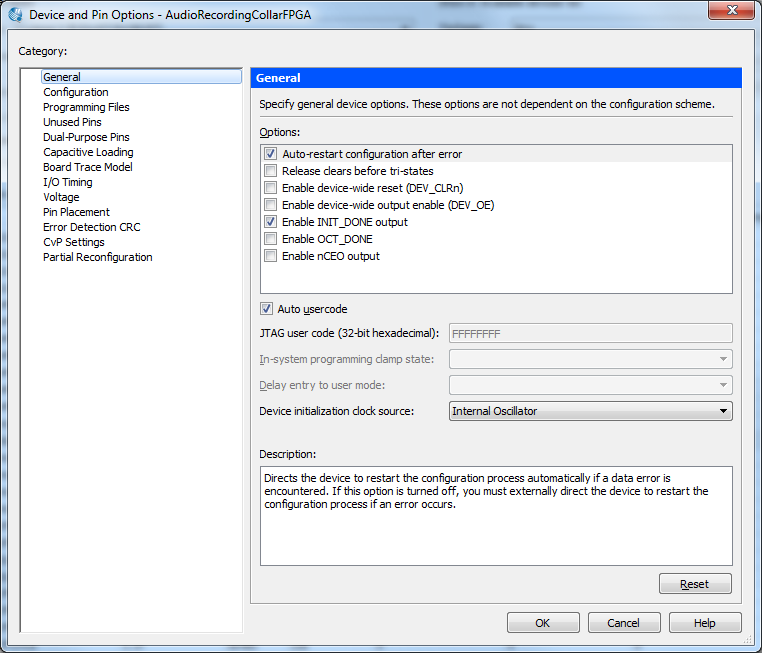 Device and Pin Options - AudioRecordingCollarFPGA
Category:
General
Configuration
Programming Files
Unused Pins
Dual-Purpose Pins
Capacitive Loading
Board Trace Model
I/O Timing
Voltage
Pin Placement
Error Detection CRC
CvP Settings
Partial Reconfiguration
General
Specify general device options. These options are not dependent on the configuration scheme.
Options:
Auto-restart configuration after error
Release clears before tri-states
Enable device-wide reset (DEV_CLRn)
Enable device-wide output enable (DEV_OE)
Enable INIT_DONE output
Enable OCT_DONE
Enable nCEO output
Auto usercode
JTAG user code (32-bit hexadecimal): FFFFFFFF
In-system programming clamp state:
Delay entry to user mode:
Device initialization clock source: Internal Oscillator
Description:
Directs the device to restart the configuration process automatically if a data error is
encountered. If this option is turned off, you must externally direct the device to restart the
configuration process if an error occurs.
Reset
OK Cancel Help